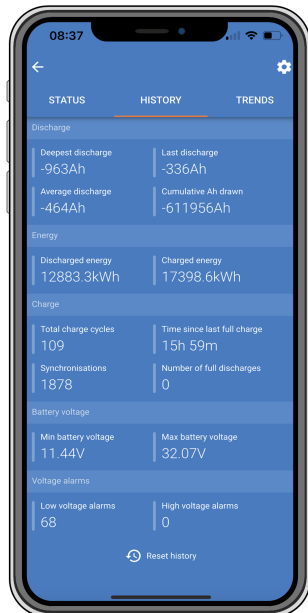 08:37
STATUS HISTORY TRENDS
Discharge
Deepest discharge Last discharge
-963Ah -336Ah
Average discharge Cumulative Ah drawn
-464Ah -611956Ah
Energy
Discharged energy Charged energy
12883.3kWh 17398.6kWh
Charge
Total charge cycles Time since last full charge
109 15h 59m
Synchronisations Number of full discharges
1878 0
Battery voltage
Min battery voltage Max battery voltage
11.44V 32.07V
Voltage alarms
Low voltage alarms High voltage alarms
68 0
Reset history